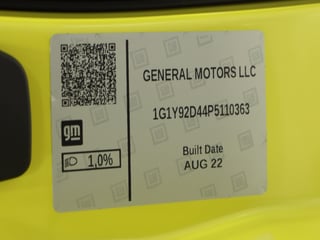 GENERAL MOTORS LLC
1G1Y92D44P5110363
gm
1,0%
Built Date
AUG 22